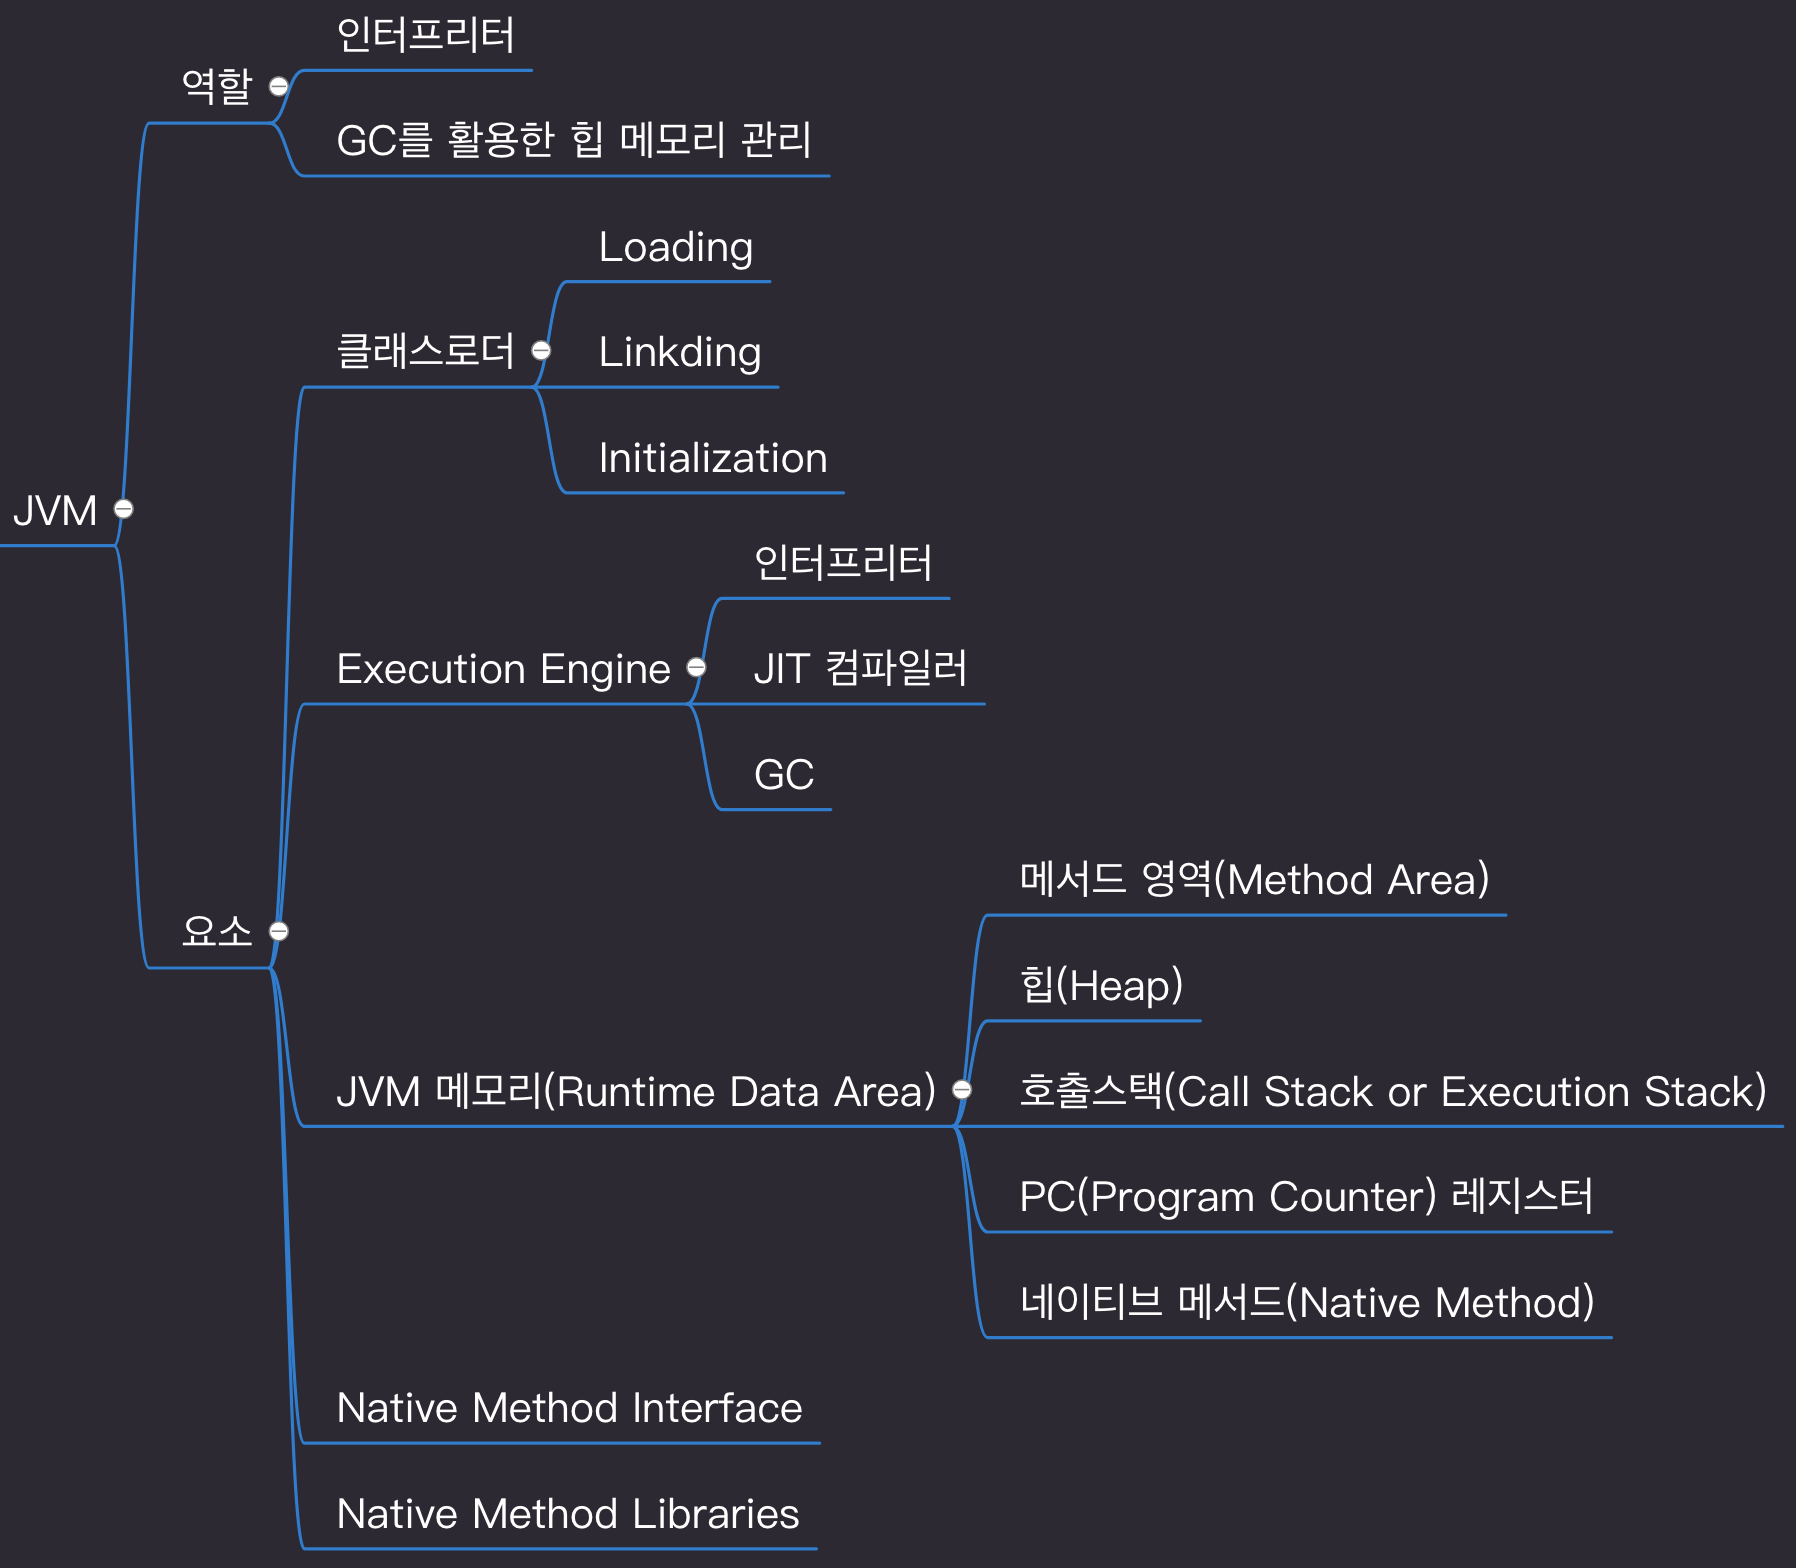 인터프리터
역할
GC를 활용한 힙 메모리 관리
Loading
클래스로더
Linkding
Initialization
JVM
인터프리터
Execution Engine
JIT 컴파일러
GC
메서드 영역(Method Area)
요소
힙(Heap)
JVM 메모리(Runtime Data Area)
호출스택(Call Stack or Execution Stack)
PC(Program Counter) 레지스터
네이티브 메서드(Native Method)
Native Method Interface
Native Method Libraries